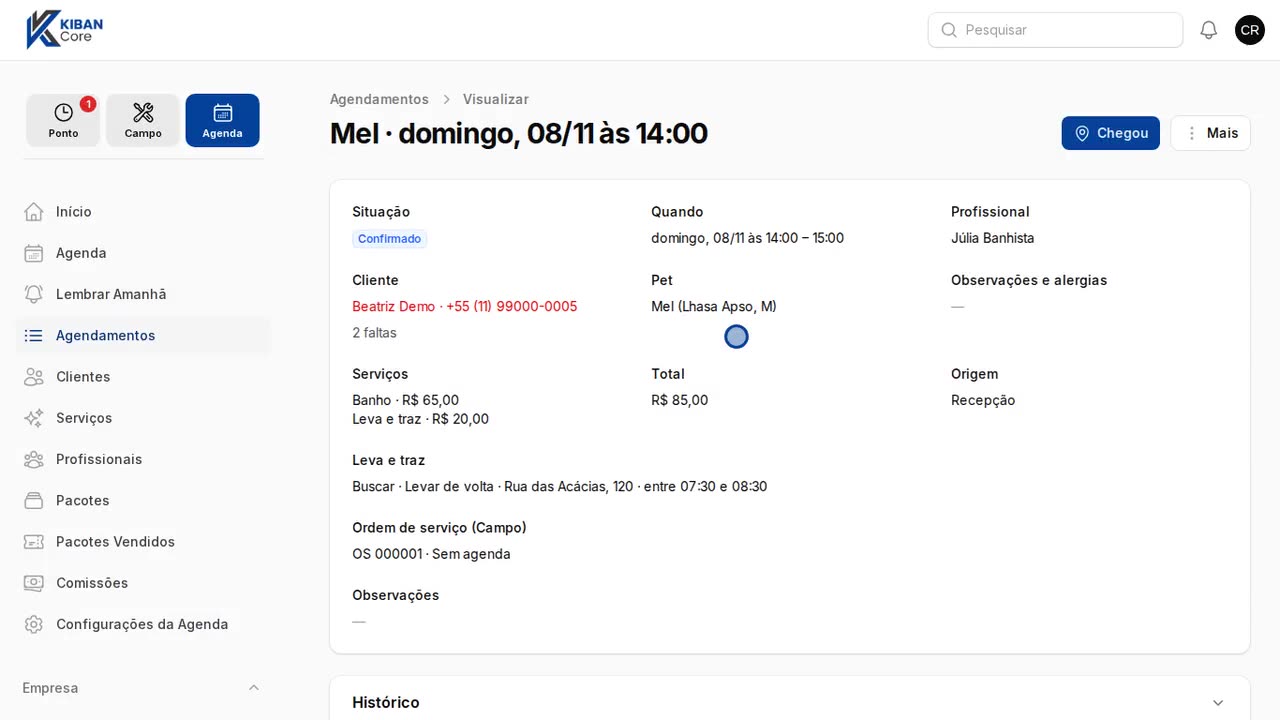 KIBAN
Core
Pesquisar
CR
Ponto
1
Campo
Agenda
Agendamentos
Visualizar
Mel · domingo, 08/11 às 14:00
Chegou
Mais
Início
Agenda
Lembrar Amanhã
Agendamentos
Clientes
Serviços
Profissionais
Pacotes
Pacotes Vendidos
Comissões
Configurações da Agenda
Empresa
Situação
Confirmado
Quando
domingo, 08/11 às 14:00 – 15:00
Profissional
Júlia Banhista
Cliente
Beatriz Demo · +55 (11) 99000-0005
2 faltas
Pet
Mel (Lhasa Apso, M)
Observações e alergias
—
Serviços
Banho · R$ 65,00
Leva e traz · R$ 20,00
Total
R$ 85,00
Origem
Recepção
Leva e traz
Buscar · Levar de volta · Rua das Acácias, 120 · entre 07:30 e 08:30
Ordem de serviço (Campo)
OS 000001 · Sem agenda
Observações
—
Histórico